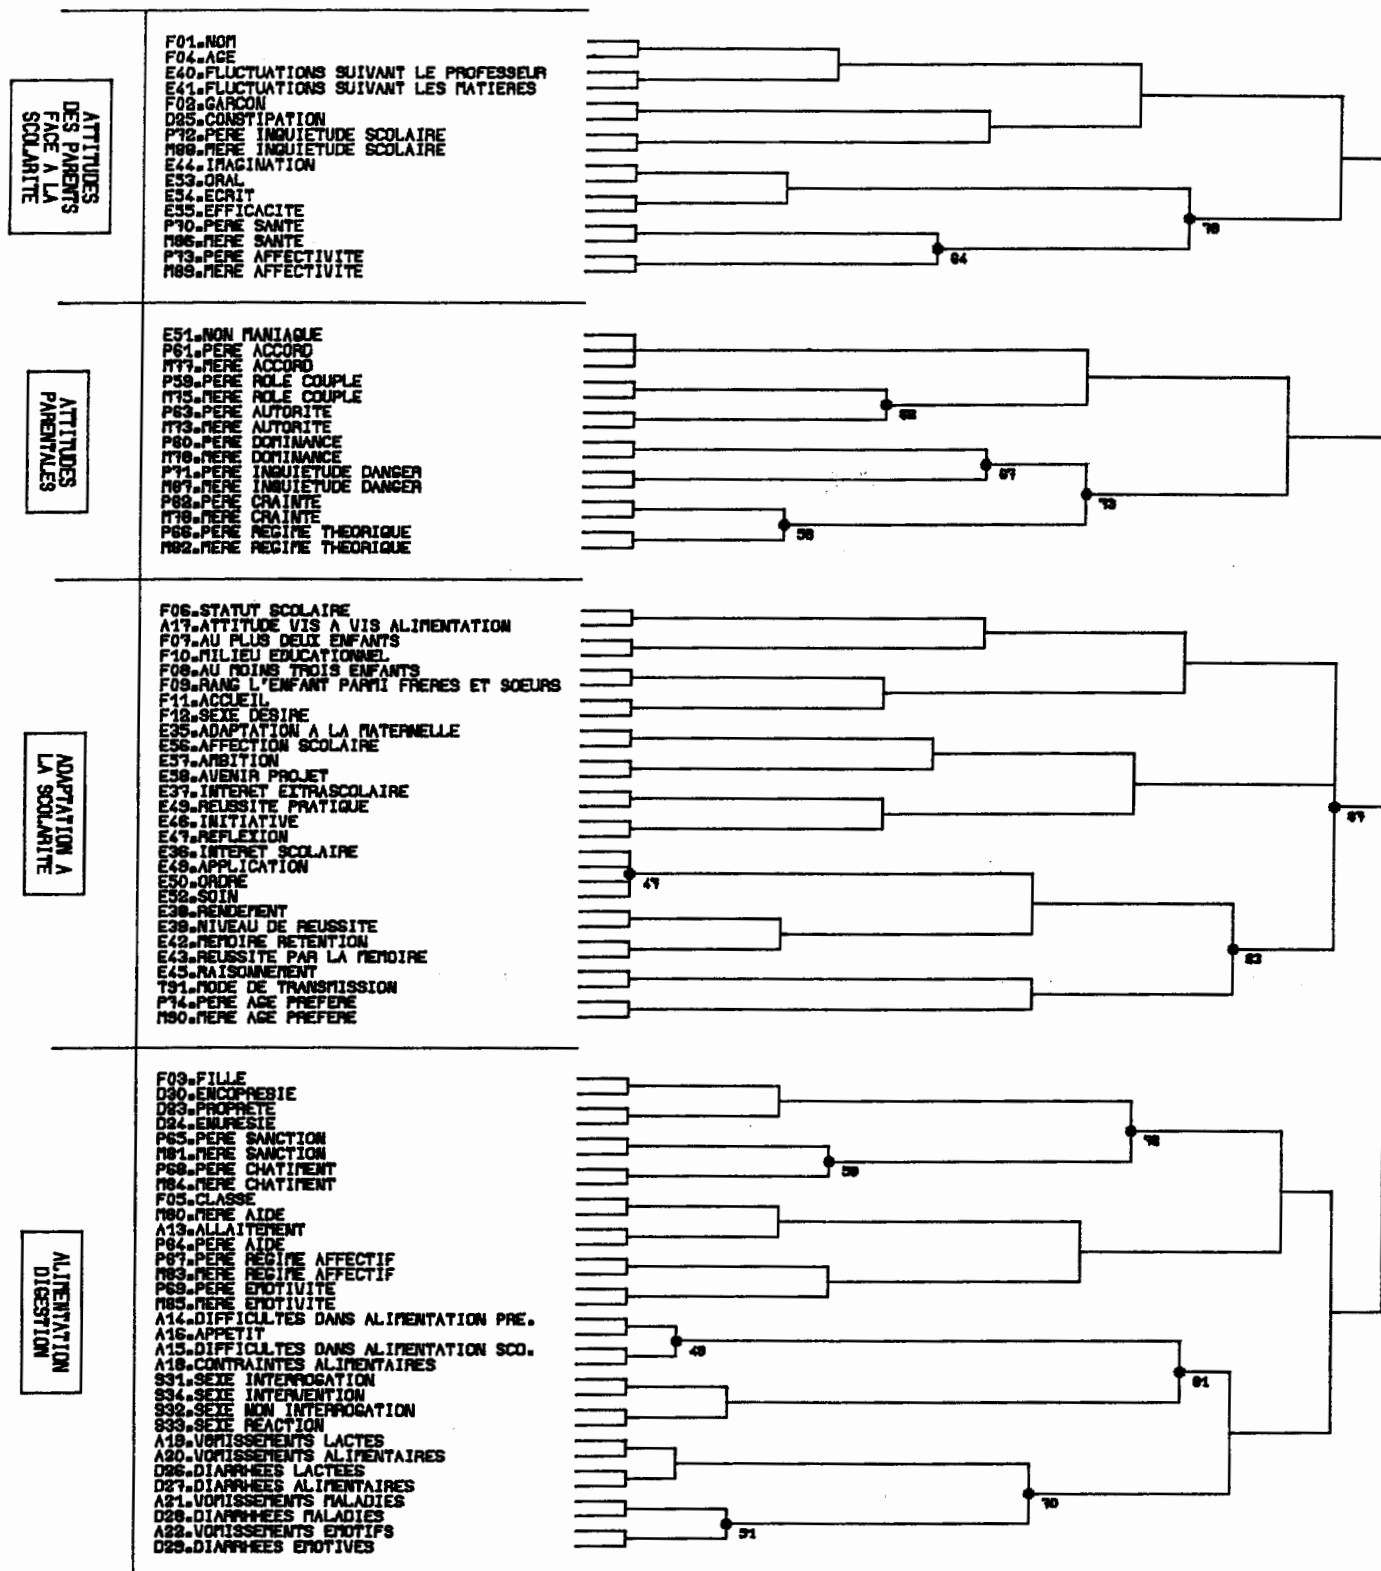 ATTITUDES
DES PARENTS
FACE A LA
SCOLARITE
F01.NOM
F04.AGE
E40.FLUCTUATIONS SUIVANT LE PROFESSEUR
E41.FLUCTUATIONS SUIVANT LES MATIERES
F02.GARCON
D25.CONSTIPATION
P72.PERE INQUIETUDE SCOLAIRE
M88.MERE INQUIETUDE SCOLAIRE
E44.IMAGINATION
E53.ORAL
E54.ECRIT
E55.EFFICACITE
P70.PERE SANTE
M86.MERE SANTE
P73.PERE AFFECTIVITE
M89.MERE AFFECTIVITE
64
ATTITUDES
PARENTALES
E51.NON MANIAQUE
P61.PERE ACCORD
M77.MERE ACCORD
P59.PERE ROLE COUPLE
M75.MERE ROLE COUPLE
P63.PERE AUTORITE
M73.MERE AUTORITE
P60.PERE DOMINANCE
M76.MERE DOMINANCE
P71.PERE INQUIETUDE DANGER
M87.MERE INQUIETUDE DANGER
P62.PERE CRAINTE
M78.MERE CRAINTE
P66.PERE REGIME THEORIQUE
M82.MERE REGIME THEORIQUE
67
73
ADAPTATION A
LA SCOLARITE
F06.STATUT SCOLAIRE
A17.ATTITUDE VIS A VIS ALIMENTATION
F07.AU PLUS DEUX ENFANTS
F10.MILIEU EDUCATIONNEL
F08.AU MOINS TROIS ENFANTS
F09.RANG L'ENFANT PARMI FRERES ET SOEURS
F11.ACCUEIL
F12.SEXE DESIRE
E35.ADAPTATION A LA MATERNELLE
E56.AFFECTION SCOLAIRE
E57.AMBITION
E58.AVENIR PROJET
E37.INTERET EXTRASCOLAIRE
E49.REUSSITE PRATIQUE
E46.INITIATIVE
E47.REFLEXION
E36.INTERET SCOLAIRE
E48.APPLICATION
E50.ORDRE
E52.SOIN
E38.RENDEMENT
E39.NIVEAU DE REUSSITE
E42.MEMOIRE RETENTION
E43.REUSSITE PAR LA MEMOIRE
E45.RAISONNEMENT
T91.MODE DE TRANSMISSION
P74.PERE AGE PREFERE
M90.MERE AGE PREFERE
47
87
83
ALIMENTATION
DIGESTION
F03.FILLE
D30.ENCOPRESIE
D23.PROPRETE
D24.ENURESIE
P65.PERE SANCTION
M81.MERE SANCTION
P68.PERE CHATIMENT
M84.MERE CHATIMENT
F05.CLASSE
M80.MERE AIDE
A13.ALLAITEMENT
P64.PERE AIDE
P67.PERE REGIME AFFECTIF
M83.MERE REGIME AFFECTIF
P69.PERE EMOTIVITE
M85.MERE EMOTIVITE
A14.DIFFICULTES DANS ALIMENTATION PRE.
A16.APPETIT
A15.DIFFICULTES DANS ALIMENTATION SCO.
A18.CONTRAINTES ALIMENTAIRES
S31.SEXE INTERROGATION
S34.SEXE INTERVENTION
S32.SEXE NON INTERROGATION
S33.SEXE REACTION
A19.VOMISSEMENTS LACTES
A20.VOMISSEMENTS ALIMENTAIRES
D26.DIARRHEES LACTEES
D27.DIARRHEES ALIMENTAIRES
A21.VOMISSEMENTS MALADIES
D28.DIARRHHEES MALADIES
A22.VOMISSEMENTS EMOTIFS
D29.DIARRHEES EMOTIVES
70
51